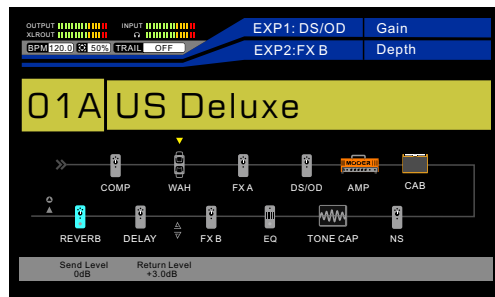 OUTPUT INPUT
XLROUT
BPM 120.0 50% TRAIL OFF
EXP1: DS/OD Gain
EXP2:FX B Depth
01A US Deluxe
MOOER
COMP WAH FX A DS/OD AMP CAB
REVERB DELAY FX B EQ TONE CAP NS
Send Level Return Level
0dB +3.0dB